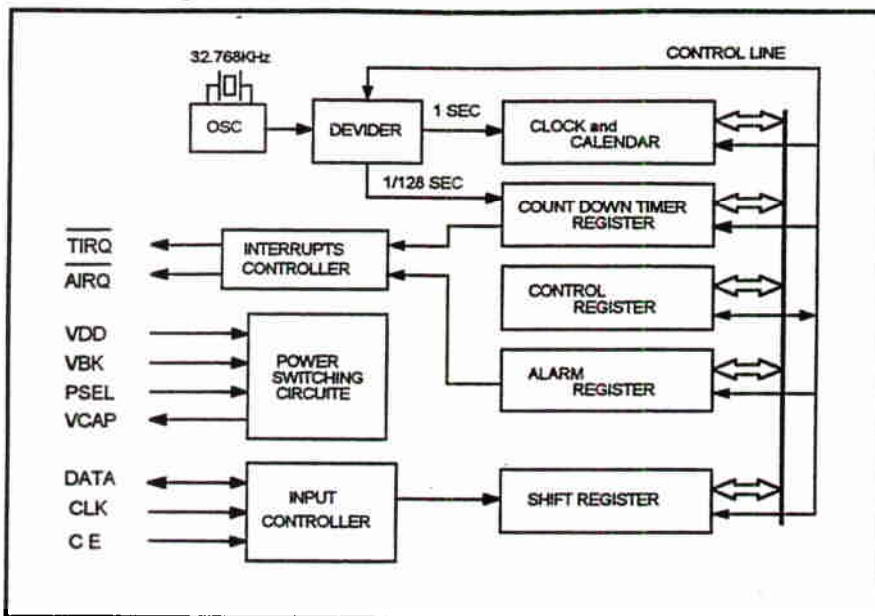 32.768KHz
CONTROL LINE
OSC
DEVIDER
1 SEC
CLOCK and
CALENDAR
1/128 SEC
COUNT DOWN TIMER
REGISTER
TIRQ
AIRQ
INTERRUPTS
CONTROLLER
CONTROL
REGISTER
VDD
VBK
PSEL
VCAP
POWER
SWITCHING
CIRCUITE
ALARM
REGISTER
DATA
CLK
C E
INPUT
CONTROLLER
SHIFT REGISTER